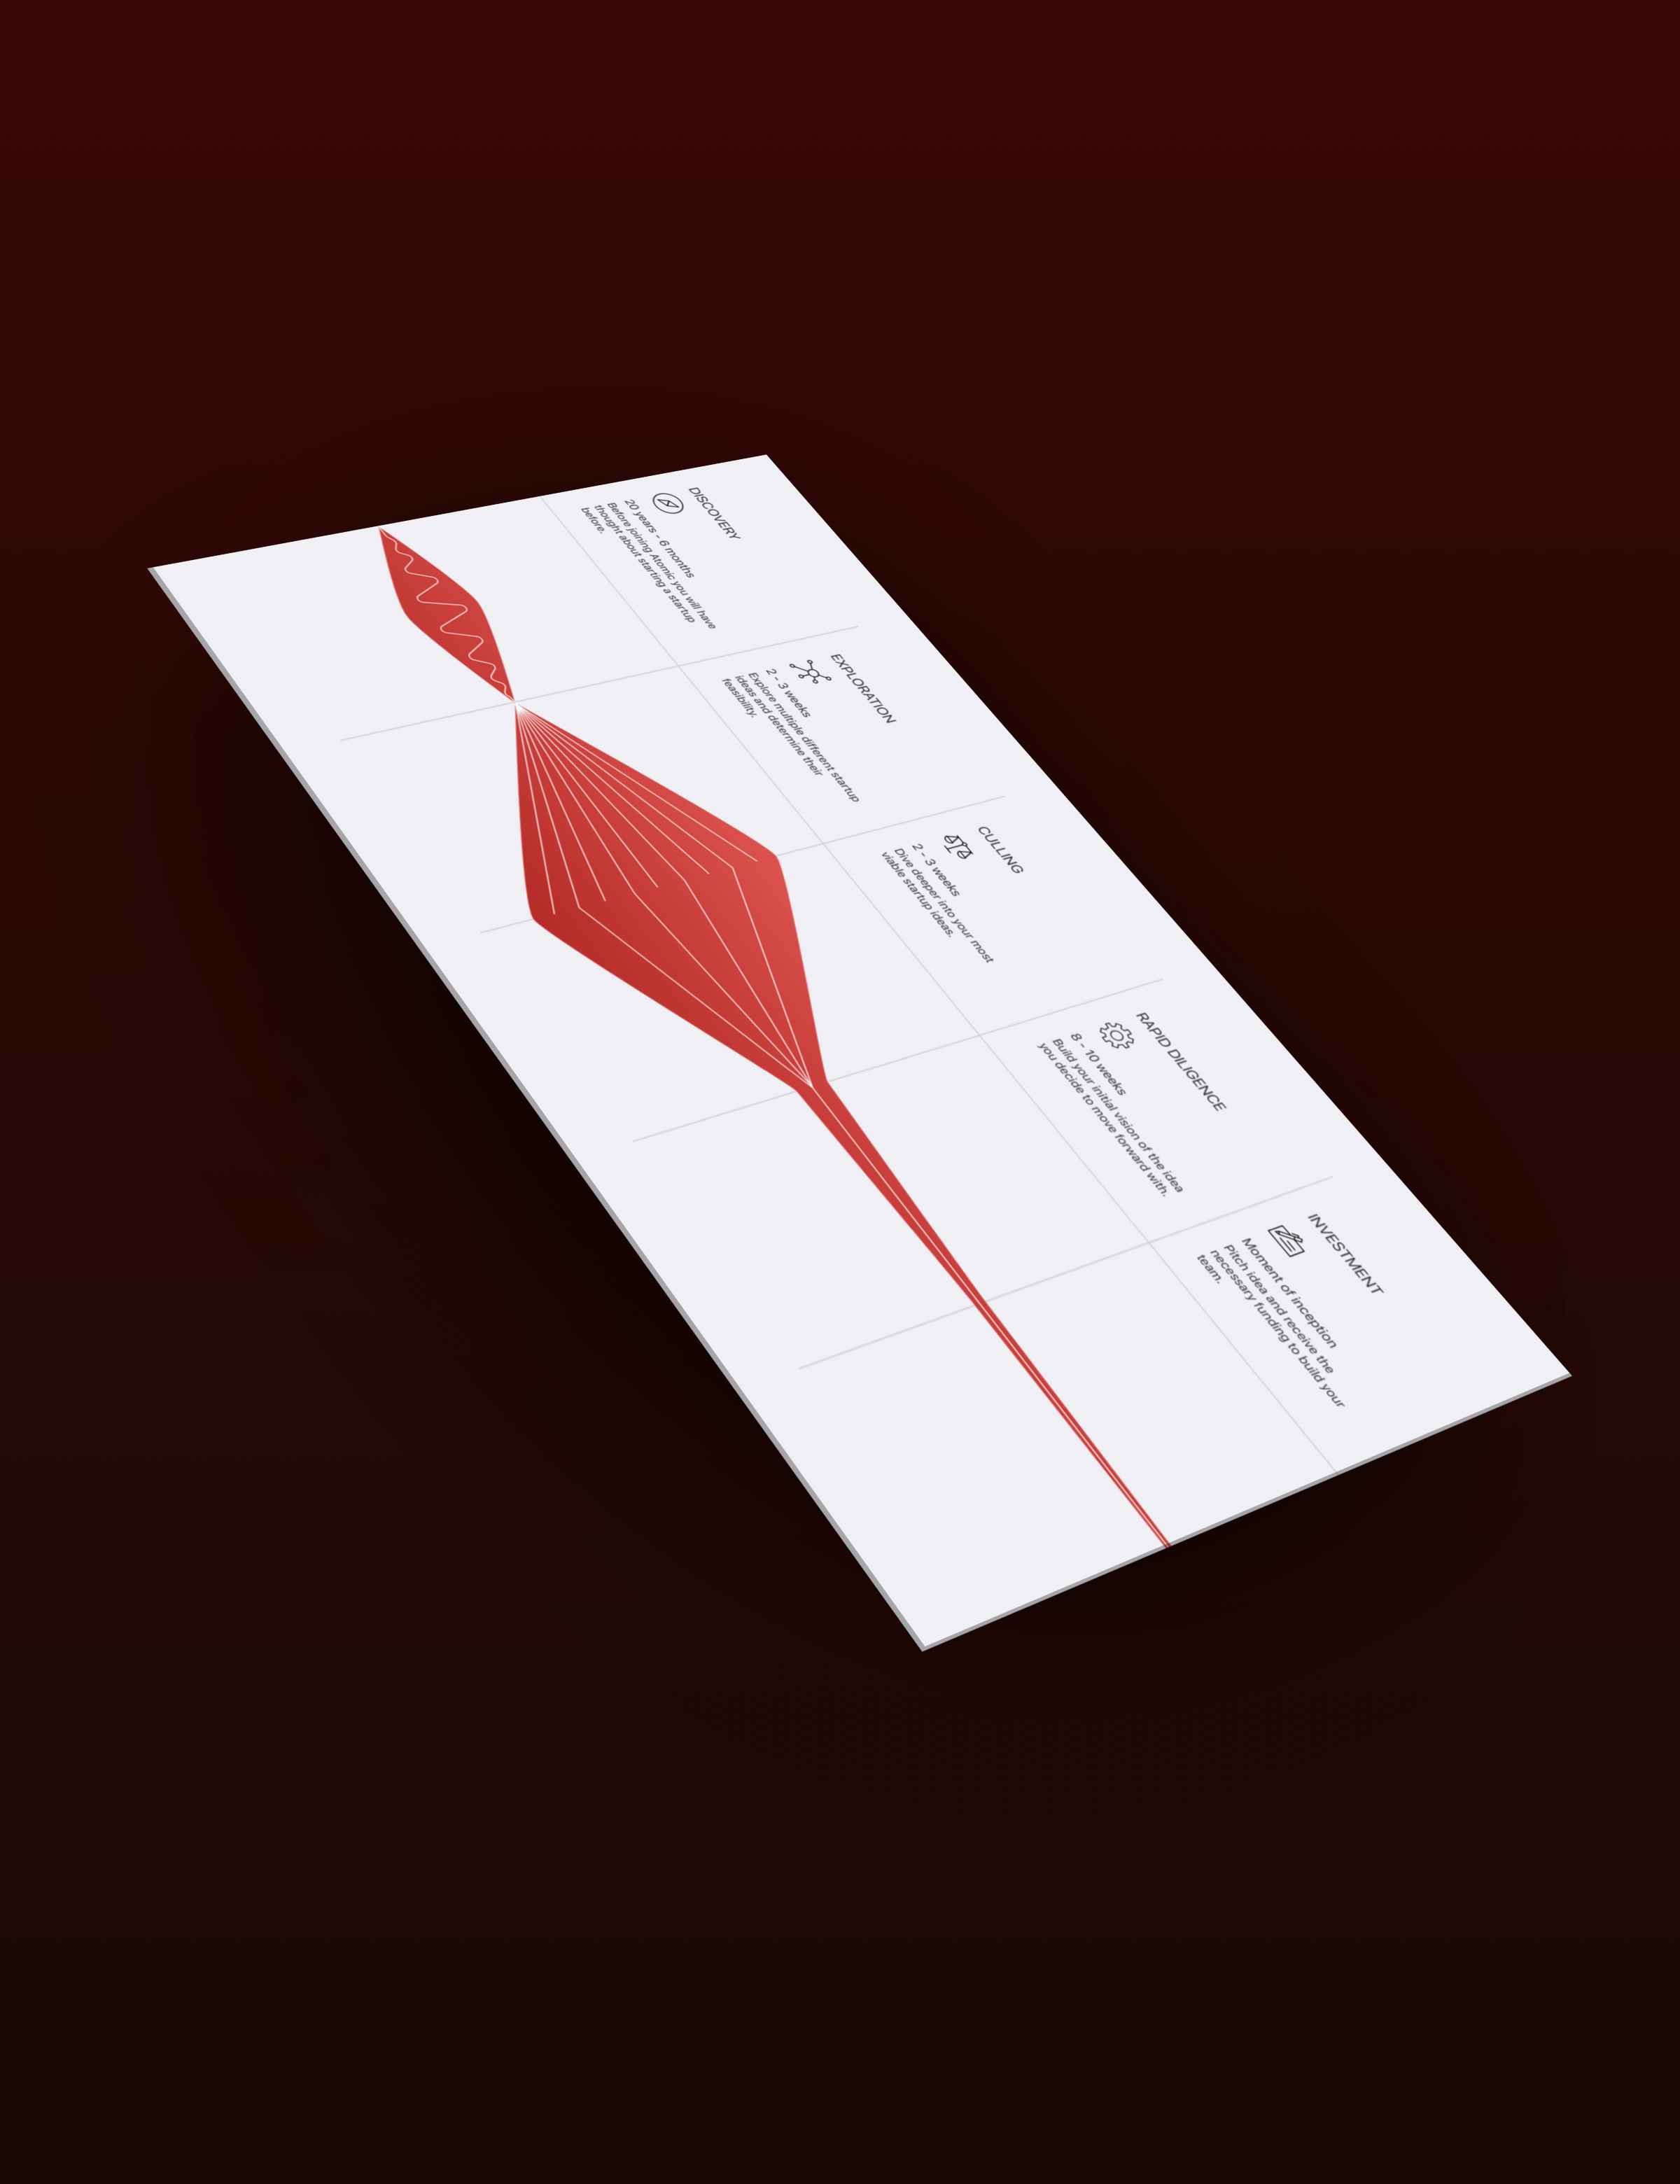 DISCOVERY
20 years - 6 months
Before joining Atomic you will have
thought about starting a startup
before.
EXPLORATION
2 - 3 weeks
Explore multiple different startup
ideas and determine their
feasibility.
CULLING
2 - 3 weeks
Dive deeper into your most
viable startup ideas.
RAPID DILIGENCE
8 - 10 weeks
Build your initial vision of the idea
you decide to move forward with.
INVESTMENT
Moment of inception
Pitch idea and receive the
necessary funding to build your
team.